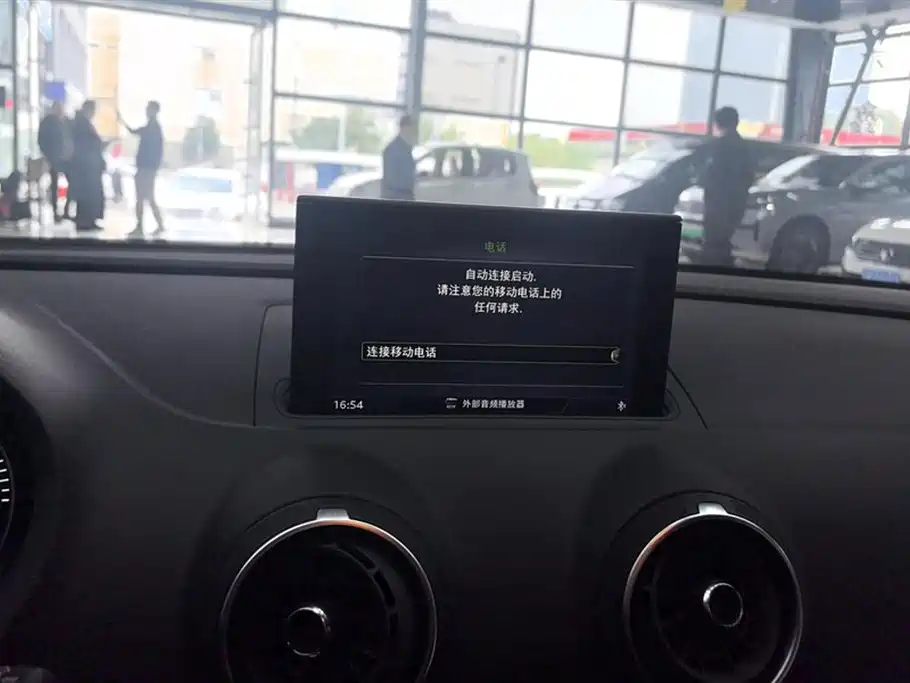 电话
自动连接启动.
请注意您的移动电话上的
任何请求.
连接移动电话
16:54 外部音频播放器